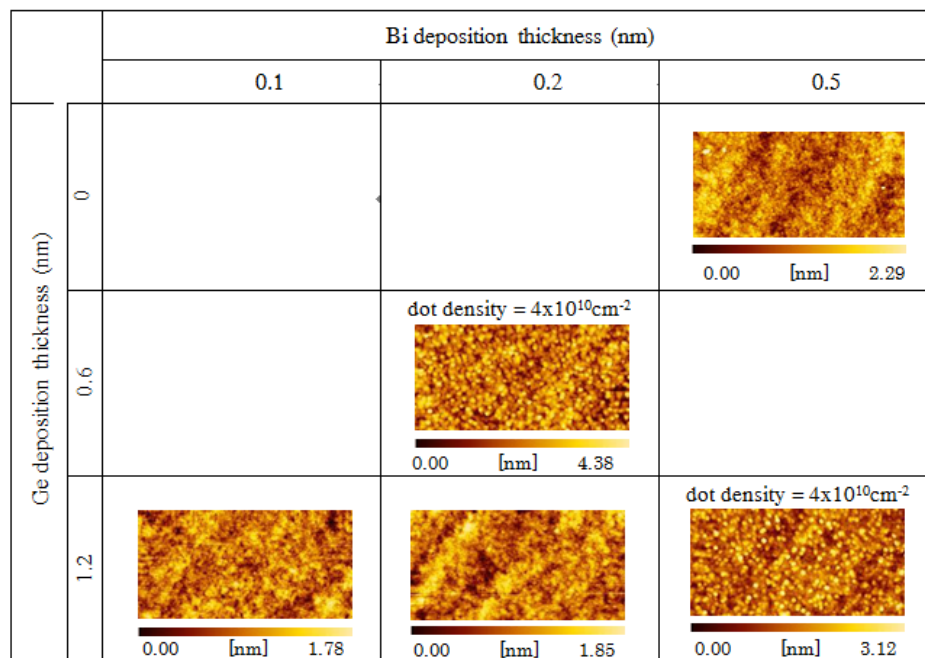 Bi deposition thickness (nm)
0.1
0.2
0.5
Ge deposition thickness (nm)
0
0.00 [nm] 2.29
0.6
dot density = 4x10¹⁰cm⁻²
0.00 [nm] 4.38
1.2
0.00 [nm] 1.78
0.00 [nm] 1.85
dot density = 4x10¹⁰cm⁻²
0.00 [nm] 3.12